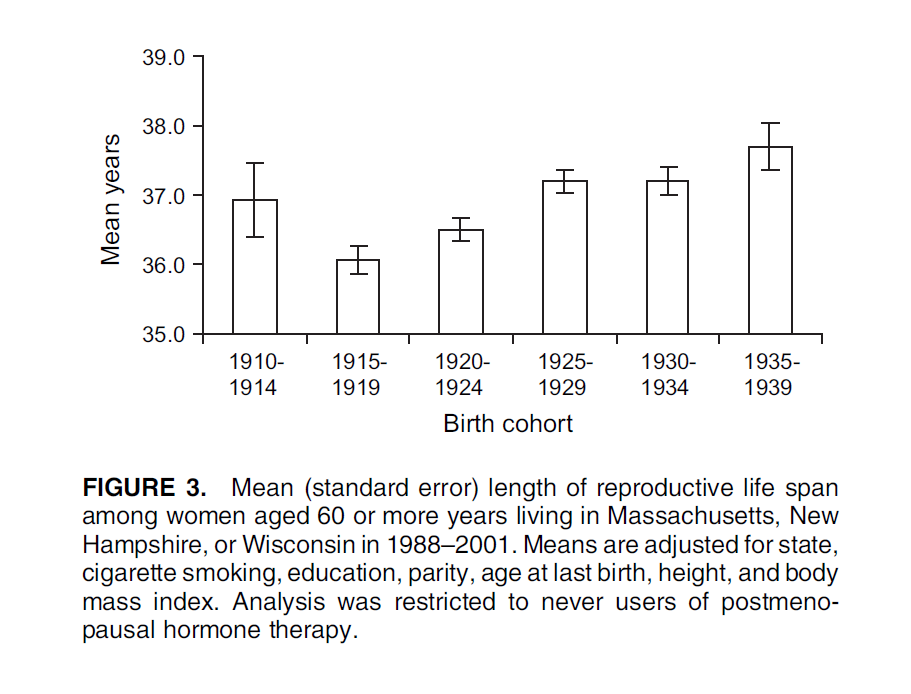 39.0
38.0
37.0
36.0
35.0
Mean years
1910-
1914
1915-
1919
1920-
1924
1925-
1929
1930-
1934
1935-
1939
Birth cohort
FIGURE 3. Mean (standard error) length of reproductive life span
among women aged 60 or more years living in Massachusetts, New
Hampshire, or Wisconsin in 1988–2001. Means are adjusted for state,
cigarette smoking, education, parity, age at last birth, height, and body
mass index. Analysis was restricted to never users of postmeno-
pausal hormone therapy.